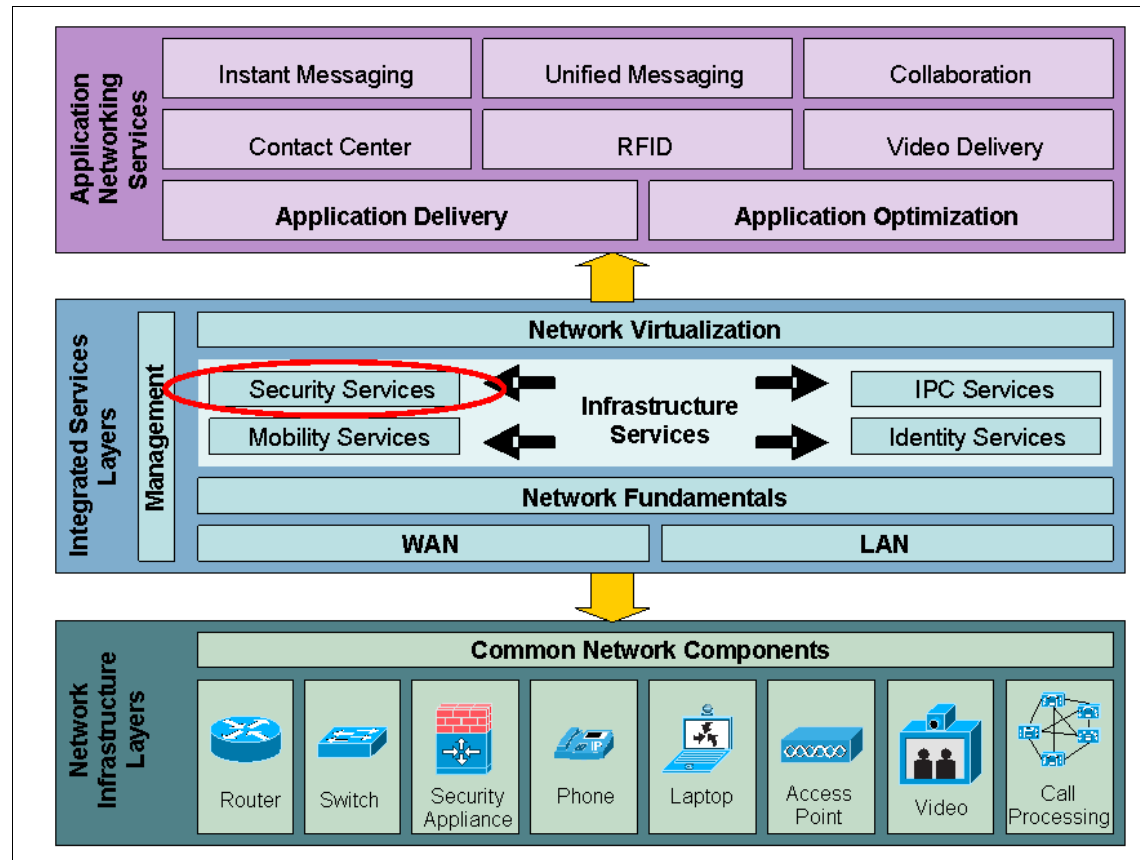 Application
Networking
Services
Instant Messaging
Unified Messaging
Collaboration
Contact Center
RFID
Video Delivery
Application Delivery
Application Optimization
Integrated Services
Layers
Management
Network Virtualization
Security Services
Infrastructure
Services
IPC Services
Mobility Services
Identity Services
Network Fundamentals
WAN
LAN
Network
Infrastructure
Layers
Common Network Components
IP
Router
Switch
Security
Appliance
Phone
Laptop
Access
Point
Video
Call
Processing